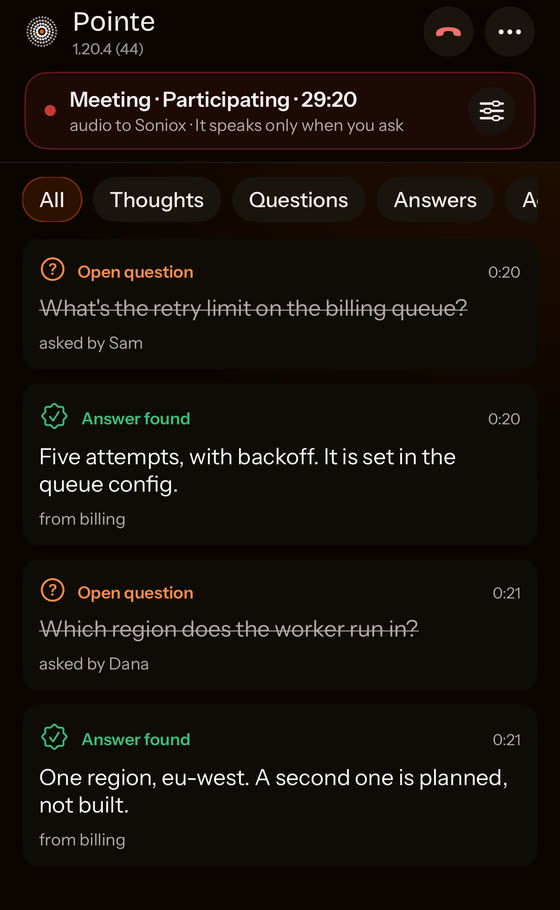 Pointe
1.20.4 (44)
Meeting · Participating · 29:20
audio to Soniox · It speaks only when you ask
All
Thoughts
Questions
Answers
Open question
0:20
What's the retry limit on the billing queue?
asked by Sam
Answer found
0:20
Five attempts, with backoff. It is set in the
queue config.
from billing
Open question
0:21
Which region does the worker run in?
asked by Dana
Answer found
0:21
One region, eu-west. A second one is planned,
not built.
from billing